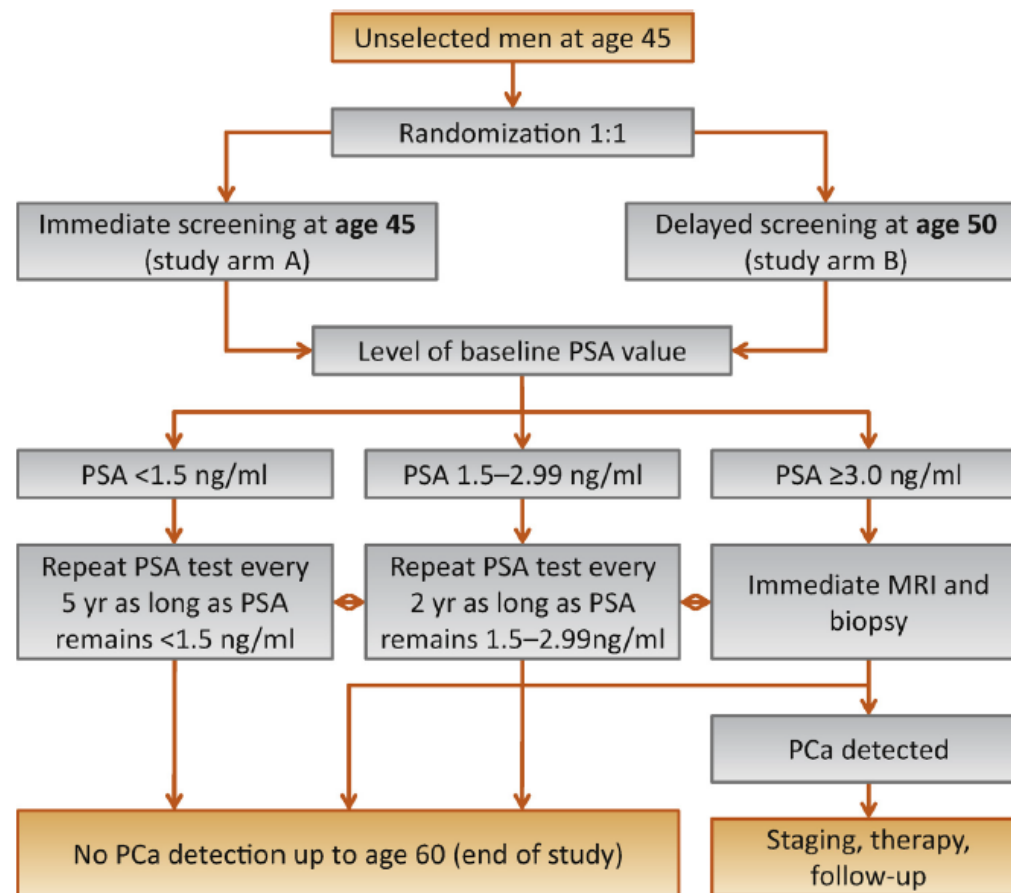 Unselected men at age 45
Randomization 1:1
Immediate screening at age 45
(study arm A)
Delayed screening at age 50
(study arm B)
Level of baseline PSA value
PSA <1.5 ng/ml
PSA 1.5–2.99 ng/ml
PSA ≥3.0 ng/ml
Repeat PSA test every
5 yr as long as PSA
remains <1.5 ng/ml
Repeat PSA test every
2 yr as long as PSA
remains 1.5–2.99ng/ml
Immediate MRI and
biopsy
PCa detected
No PCa detection up to age 60 (end of study)
Staging, therapy,
follow-up